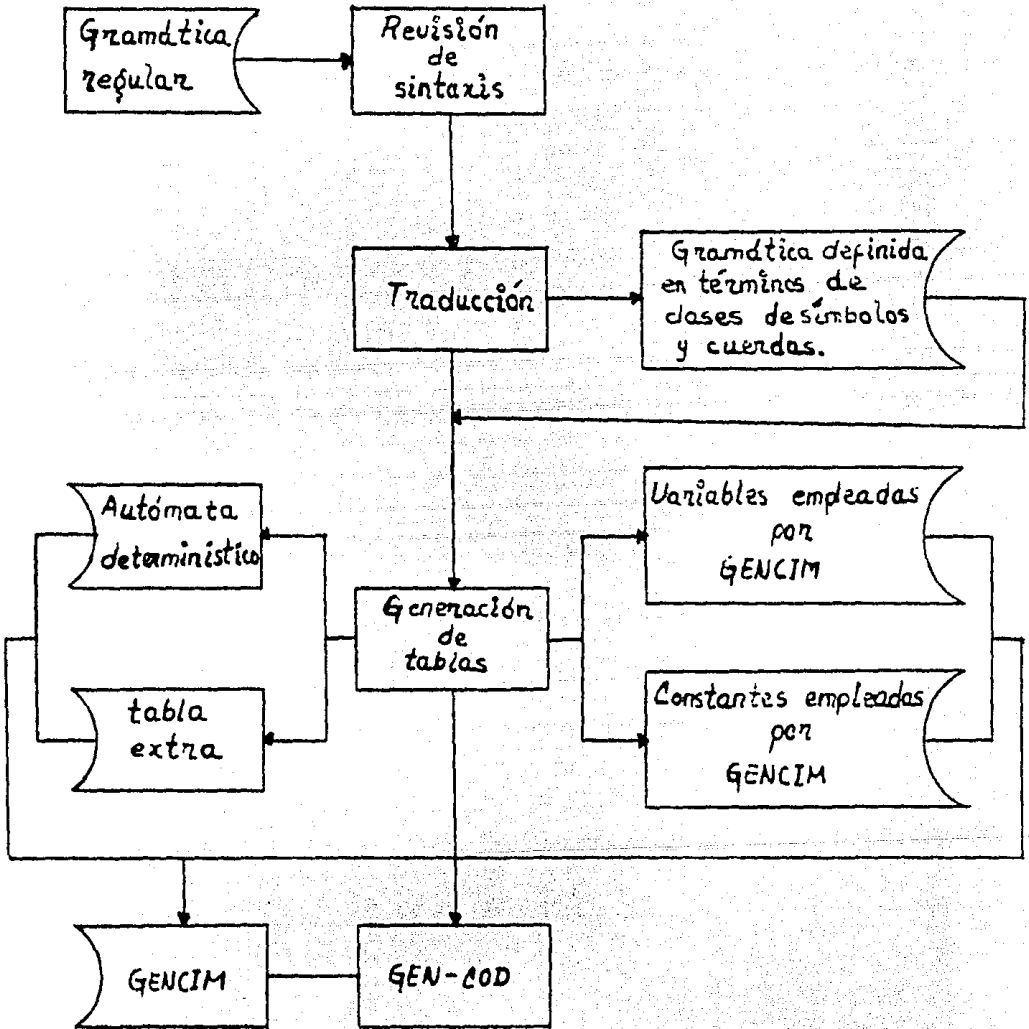 Gramática
regular
Revisión
de
sintaxis
Traducción
Gramática definida
en términos de
clases de símbolos
y cuerdas.
Autómata
determinístico
Variables empleadas
por
GENCIM
Generación
de
tablas
tabla
extra
Constantes empleadas
por
GENCIM
GENCIM
GEN-COD